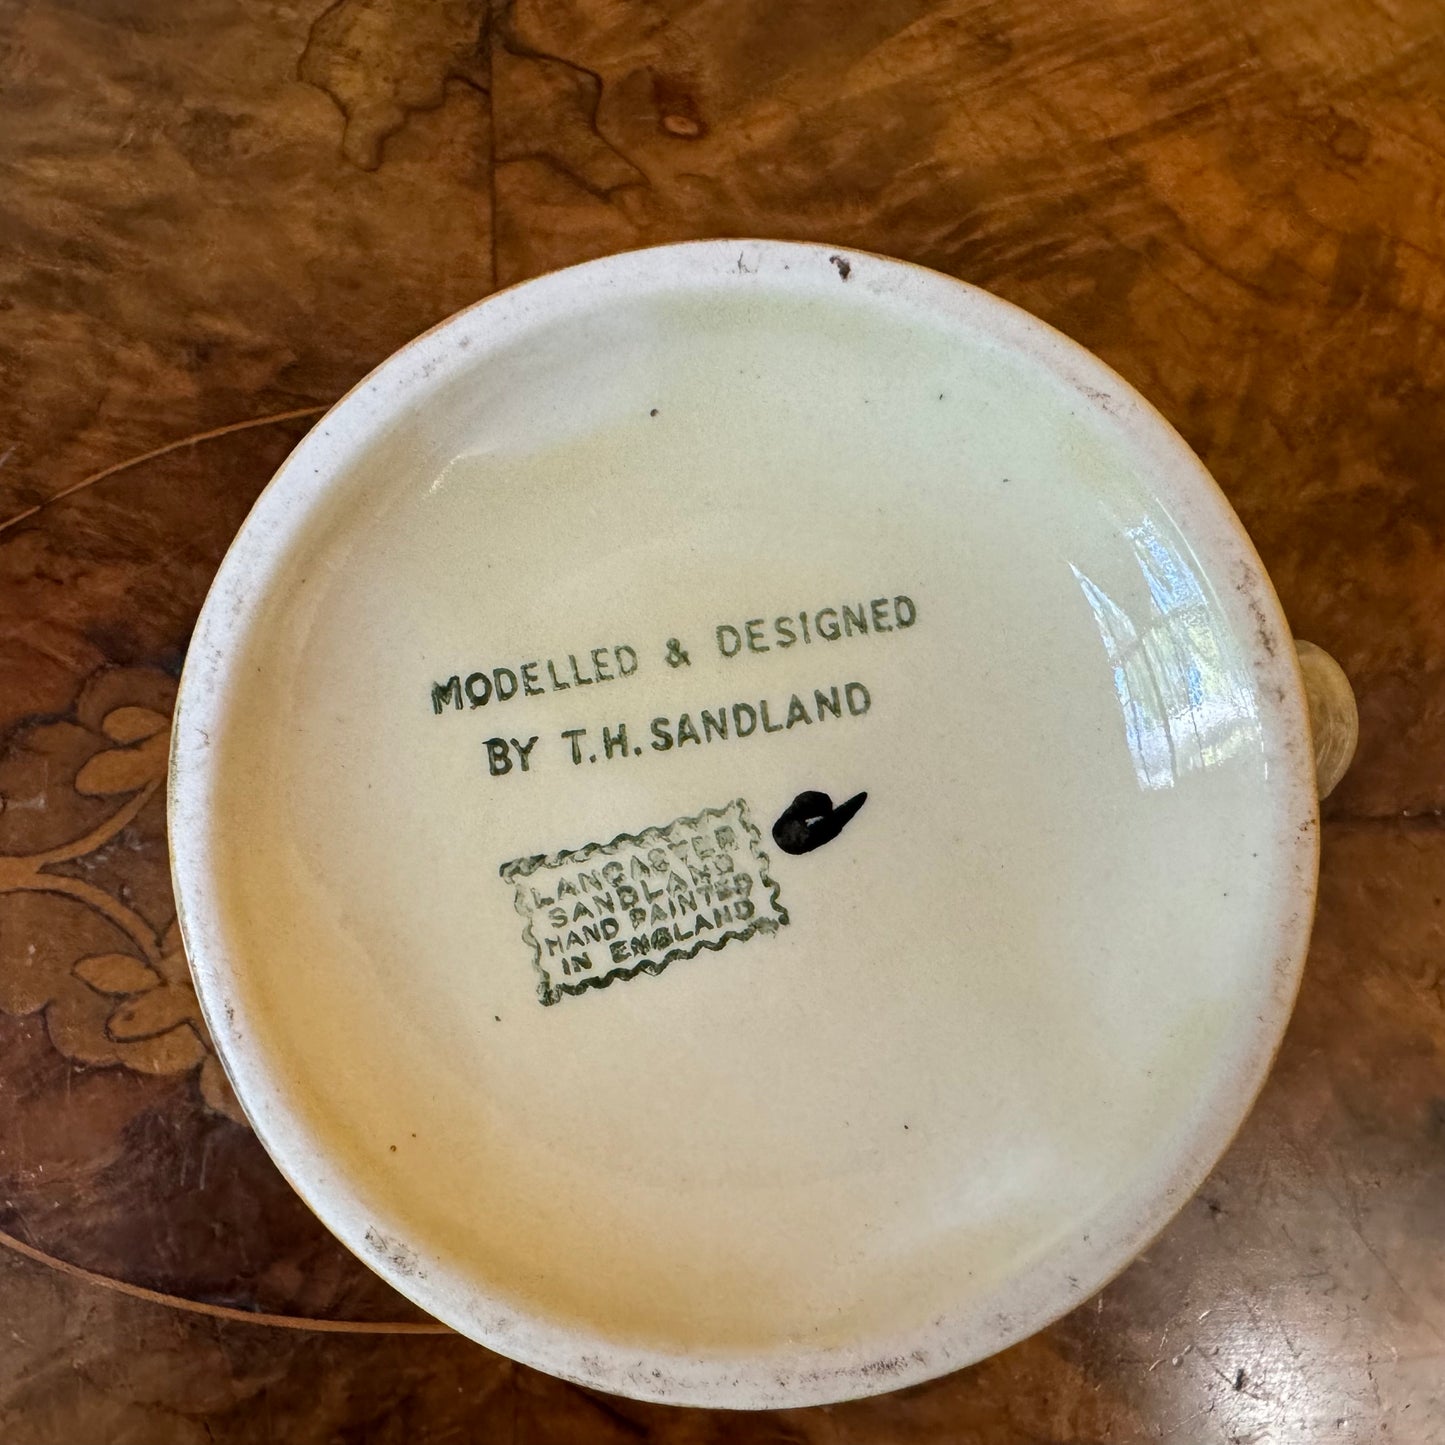 MODELLED & DESIGNED
BY T.H. SANDLAND
LANCASTER
SANDLAND
HAND PAINTED
IN ENGLAND